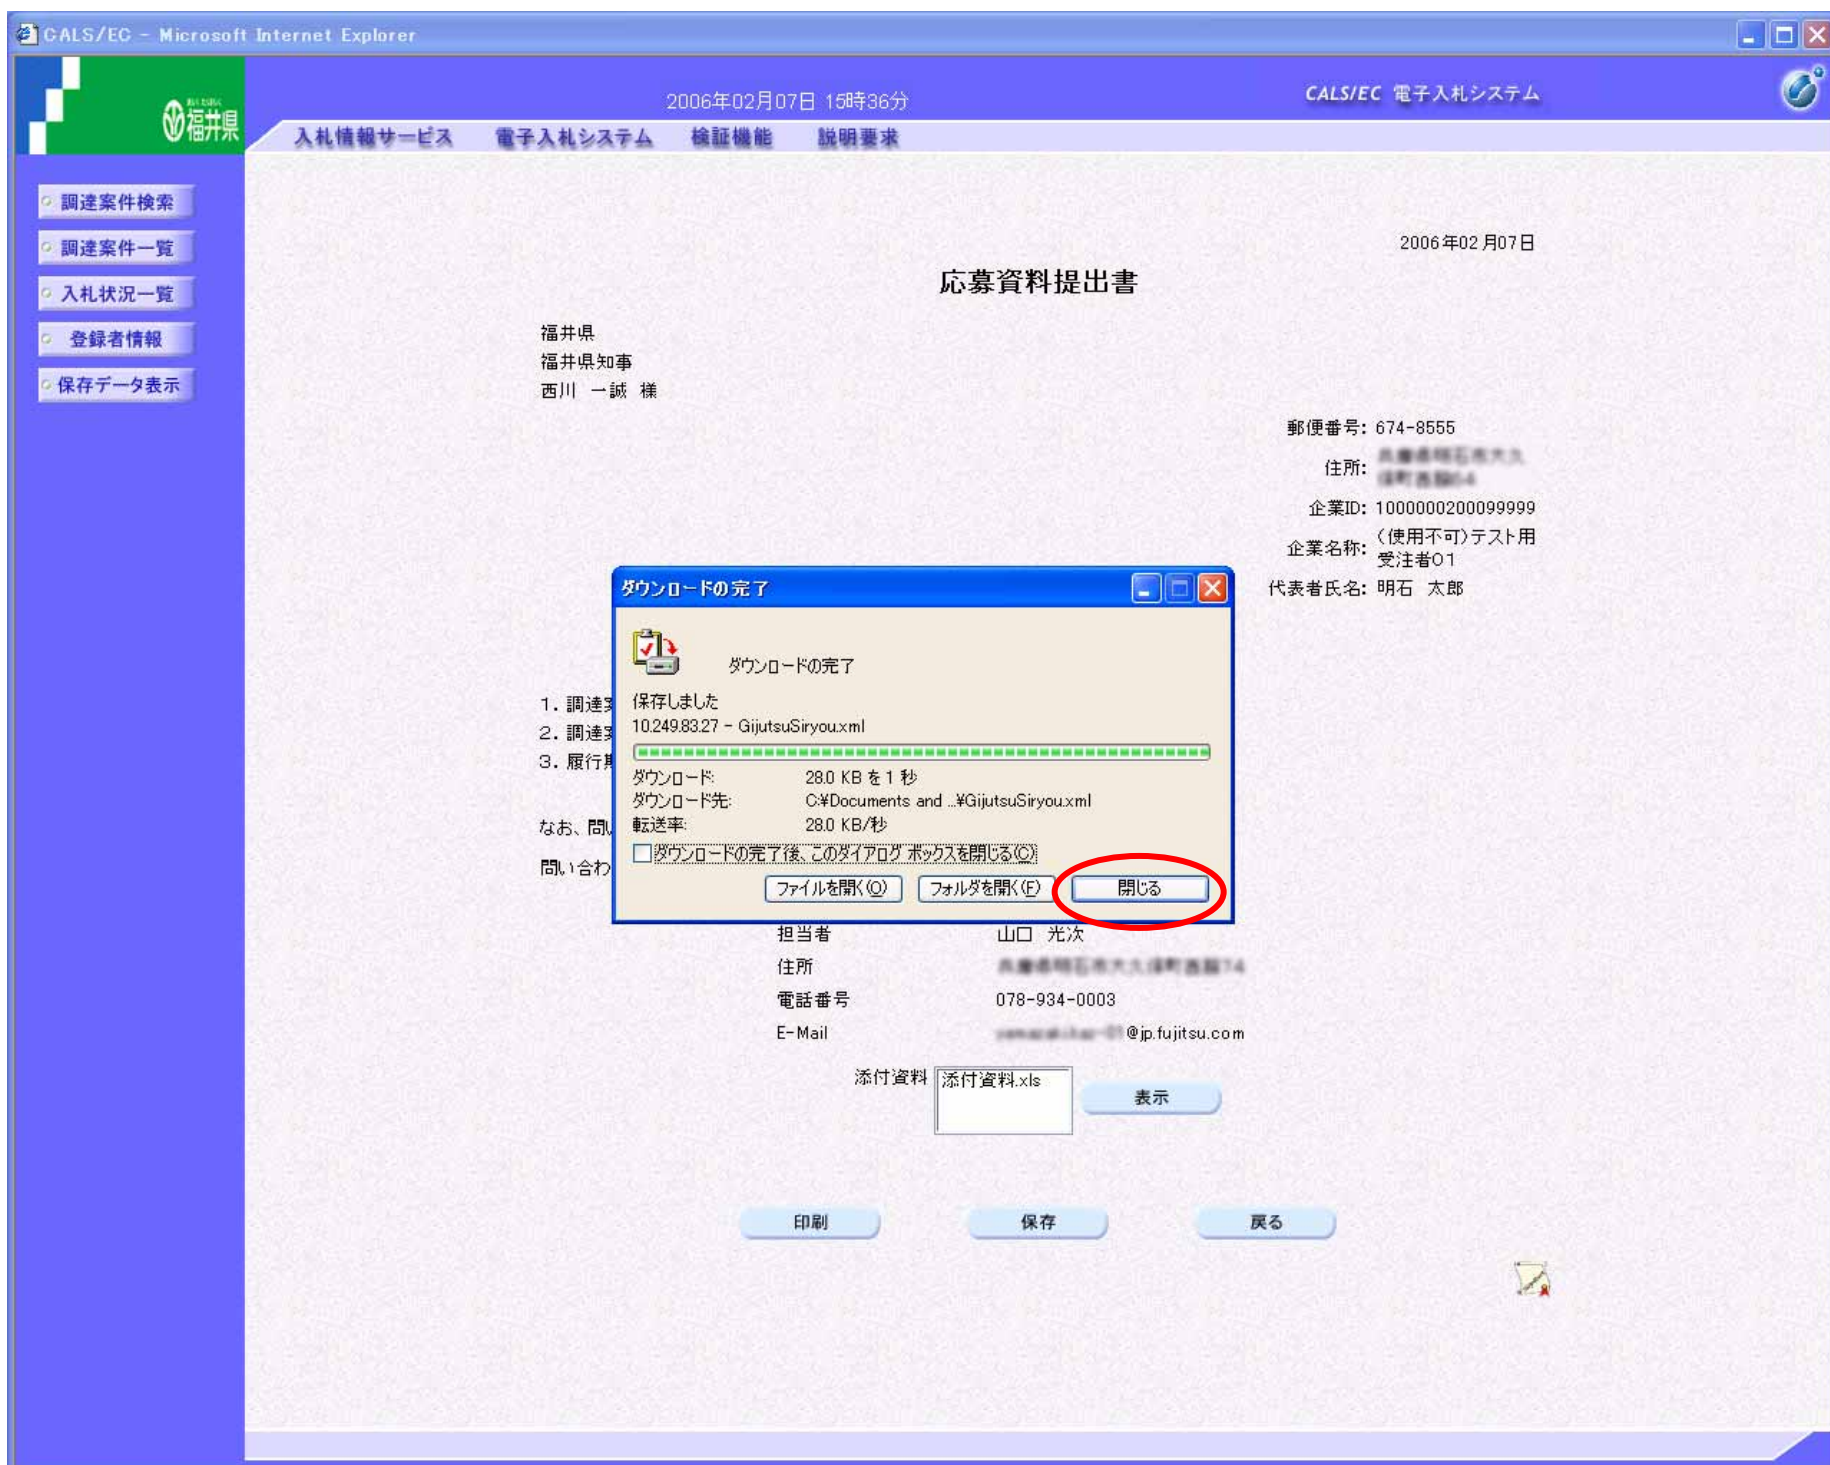 CALS/EC - Microsoft Internet Explorer
福井県
2006年02月07日 15時36分
CALS/EC 電子入札システム
入札情報サービス 電子入札システム 検証機能 説明要求
調達案件検索
調達案件一覧
入札状況一覧
登録者情報
保存データ表示
2006年02月07日
応募資料提出書
福井県
福井県知事
西川 一誠 様
郵便番号: 674-8555
住所:
企業ID: 1000000200099999
企業名称: (使用不可)テスト用
受注者01
代表者氏名: 明石 太郎
ダウンロードの完了
ダウンロードの完了
保存しました
10.249.83.27 - GijutsuSiryou.xml
ダウンロード: 28.0 KB を 1 秒
ダウンロード先: C:¥Documents and ...¥GijutsuSiryou.xml
転送率: 28.0 KB/秒
ダウンロードの完了後、このダイアログ ボックスを閉じる(C)
ファイルを開く(O) フォルダを開く(F) 閉じる
1. 調達
2. 調達
3. 履行
なお、問
問い合わ
担当者 山口 光次
住所
電話番号 078-934-0003
E-Mail @jp.fujitsu.com
添付資料 添付資料.xls 表示
印刷 保存 戻る